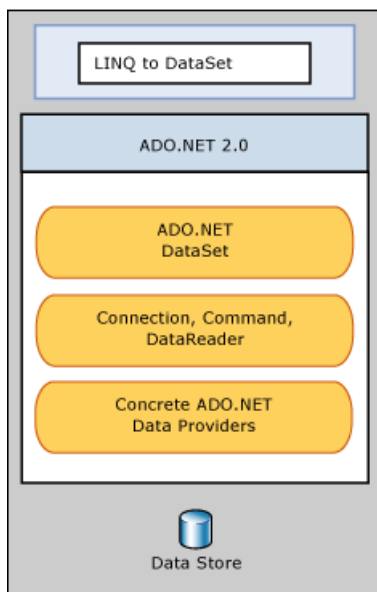 LINQ to DataSet
ADO.NET 2.0
ADO.NET
DataSet
Connection, Command,
DataReader
Concrete ADO.NET
Data Providers
Data Store